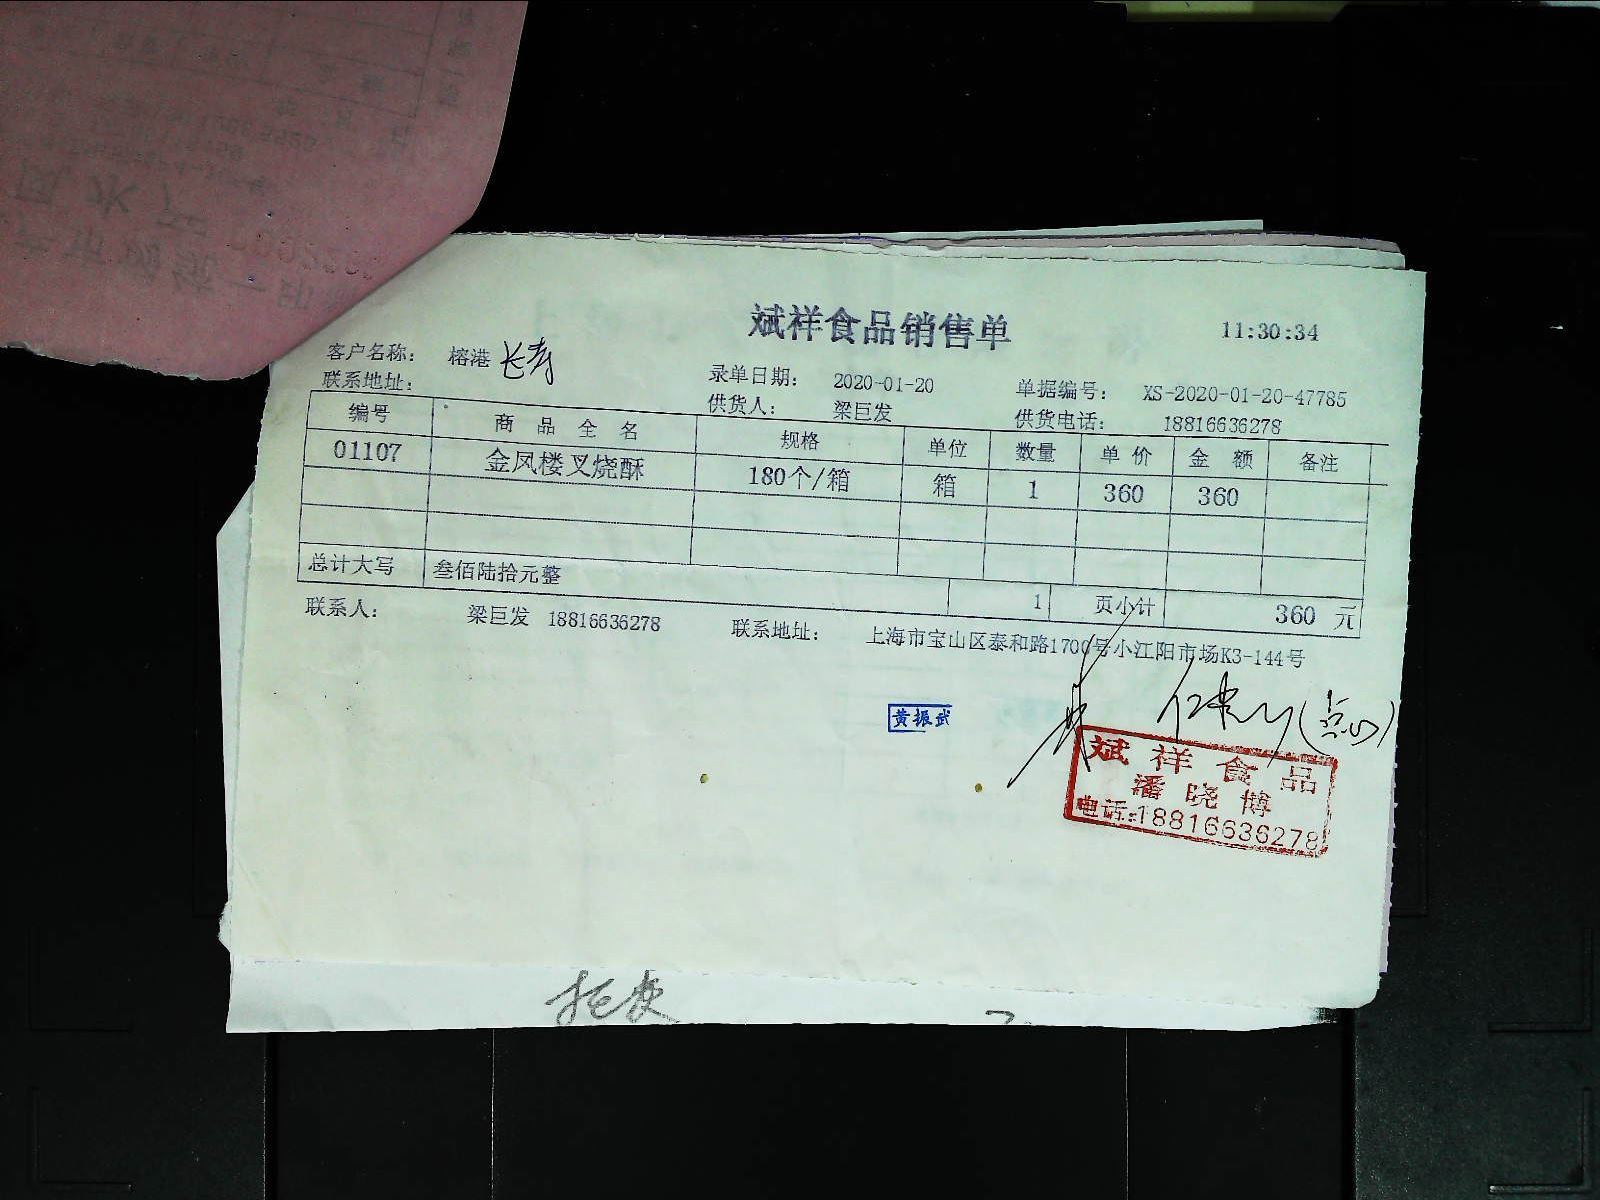 斌祥食品销售单
11:30:34
客户名称： 榕港 长寿
录单日期： 2020-01-20
单据编号： XS-2020-01-20-47785
联系地址：
供货人： 梁巨发
供货电话： 18816636278
编号 商品全名 规格 单位 数量 单价 金额 备注
01107 金凤楼叉烧酥 180个/箱 箱 1 360 360
总计大写 叁佰陆拾元整
1 页小计 360 元
联系人： 梁巨发 18816636278 联系地址： 上海市宝山区泰和路1700号小江阳市场K3-144号
黄振武
(点心)
斌祥食品
潘晓博
电话:18816636278